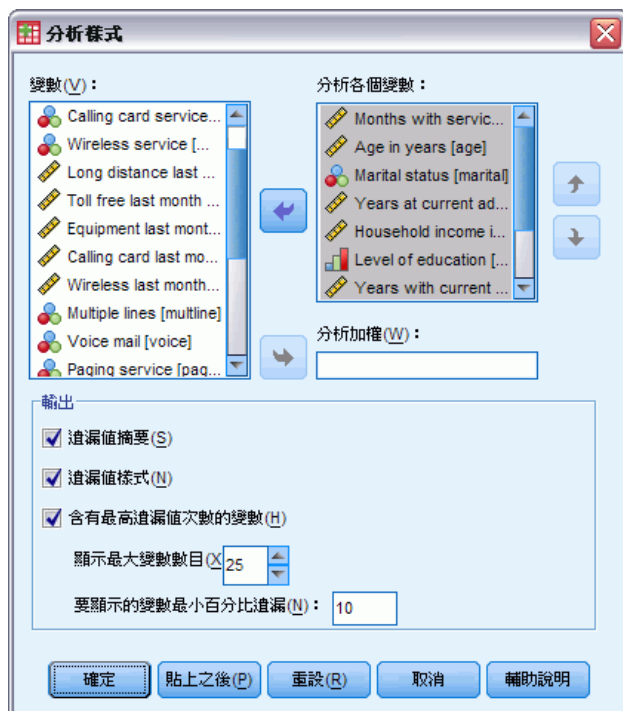 分析樣式
變數(V)：
Calling card service...
Wireless service [...
Long distance last ...
Toll free last month ...
Equipment last mont...
Calling card last mo...
Wireless last month...
Multiple lines [multline]
Voice mail [voice]
Paging service [pag...
分析各個變數：
Months with servic...
Age in years [age]
Marital status [marital]
Years at current ad...
Household income i...
Level of education [...
Years with current ...
分析加權(W)：
輸出
遺漏值摘要(S)
遺漏值樣式(N)
含有最高遺漏值次數的變數(H)
顯示最大變數數目(X 25
要顯示的變數最小百分比遺漏(N)： 10
確定 貼上之後(P) 重設(R) 取消 輔助說明